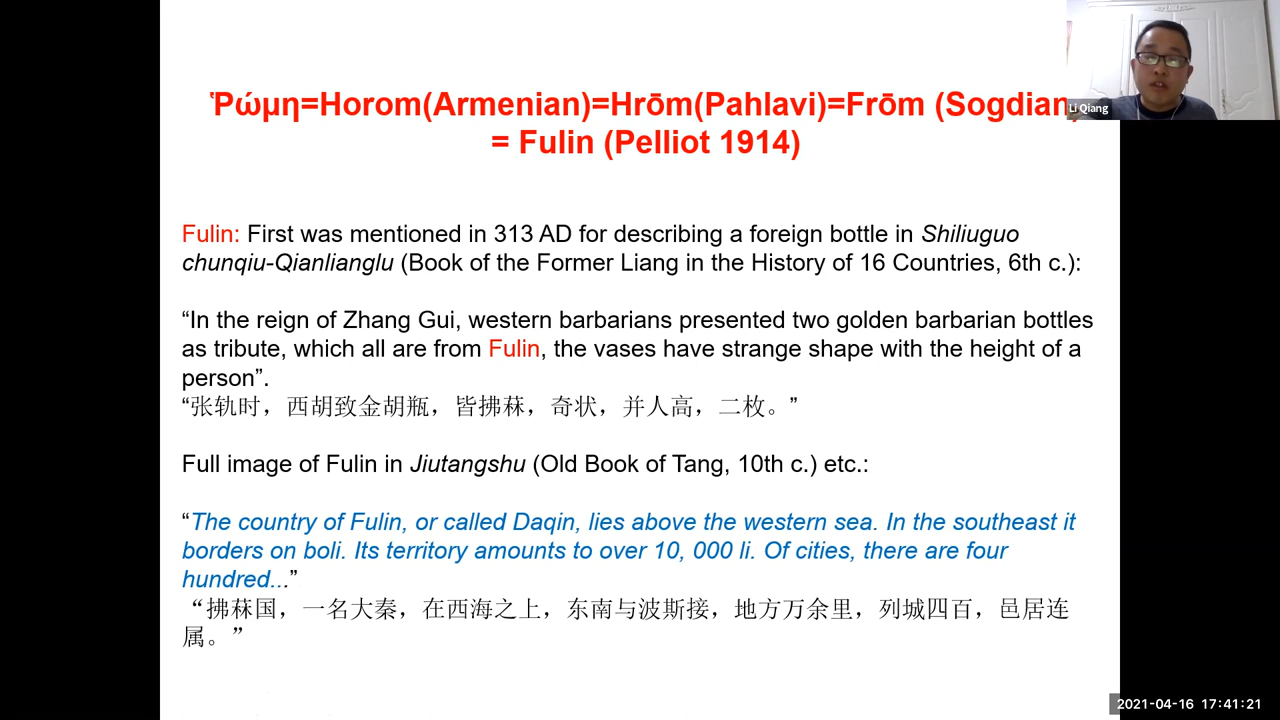 Ῥώμη=Horom(Armenian)=Hrōm(Pahlavi)=Frōm (Sogdian)
= Fulin (Pelliot 1914)
Fulin: First was mentioned in 313 AD for describing a foreign bottle in Shiliuguo
chunqiu-Qianlianglu (Book of the Former Liang in the History of 16 Countries, 6th c.):
“In the reign of Zhang Gui, western barbarians presented two golden barbarian bottles
as tribute, which all are from Fulin, the vases have strange shape with the height of a
person”.
“张轨时，西胡致金胡瓶，皆拂菻，奇状，并人高，二枚。”
Full image of Fulin in Jiutangshu (Old Book of Tang, 10th c.) etc.:
“The country of Fulin, or called Daqin, lies above the western sea. In the southeast it
borders on boli. Its territory amounts to over 10, 000 li. Of cities, there are four
hundred...”
“拂菻国，一名大秦，在西海之上，东南与波斯接，地方万余里，列城四百，邑居连
属。”
Li Qiang
2021-04-16 17:41:21